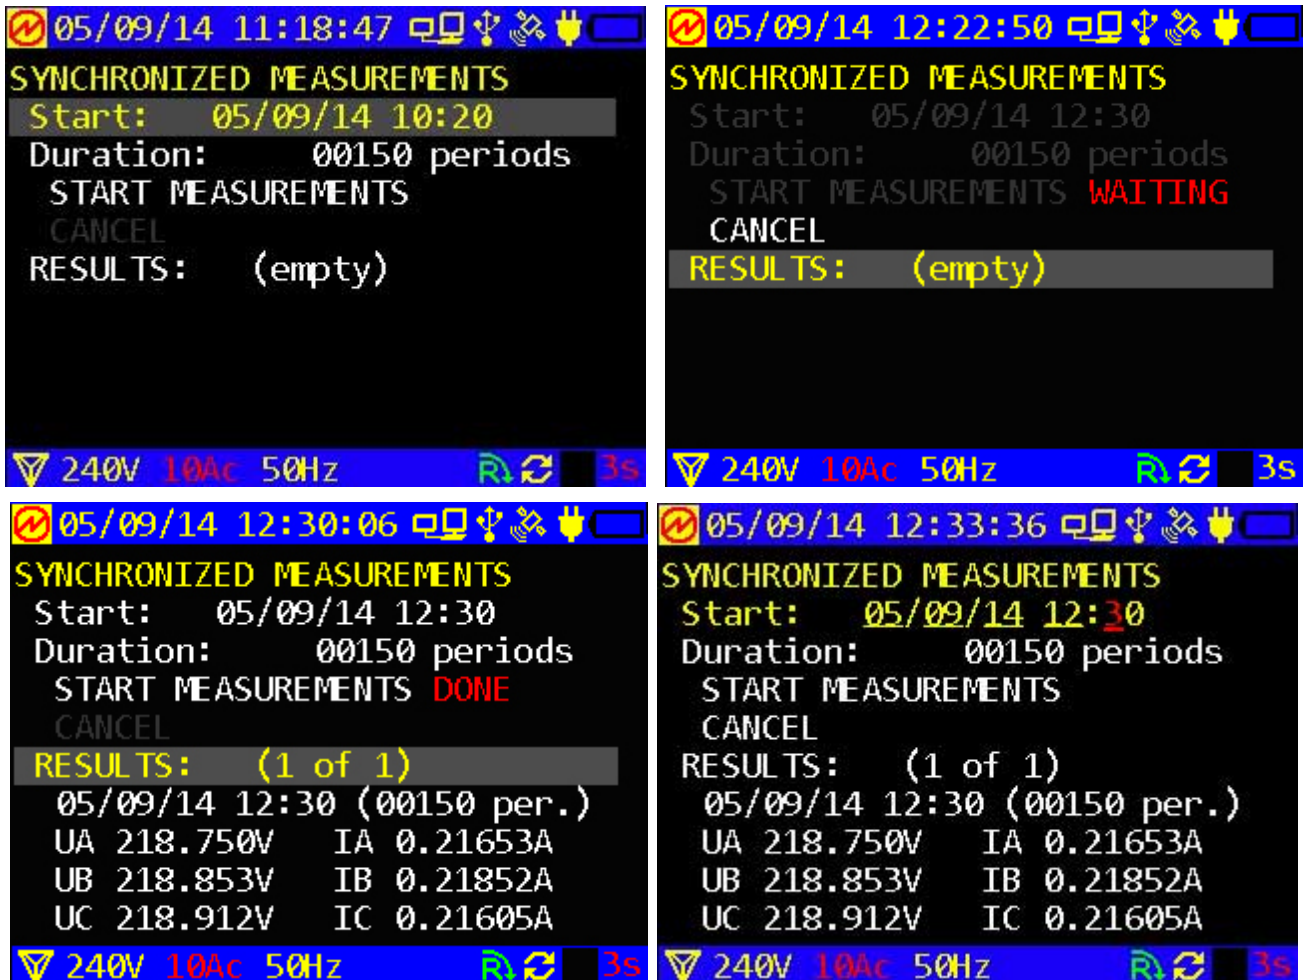 05/09/14 11:18:47
SYNCHRONIZED MEASUREMENTS
Start: 05/09/14 10:20
Duration: 00150 periods
START MEASUREMENTS
CANCEL
RESULTS: (empty)
240V 10Ac 50Hz R 3s
05/09/14 12:22:50
SYNCHRONIZED MEASUREMENTS
Start: 05/09/14 12:30
Duration: 00150 periods
START MEASUREMENTS WAITING
CANCEL
RESULTS: (empty)
240V 10Ac 50Hz R 3s
05/09/14 12:30:06
SYNCHRONIZED MEASUREMENTS
Start: 05/09/14 12:30
Duration: 00150 periods
START MEASUREMENTS DONE
CANCEL
RESULTS: (1 of 1)
05/09/14 12:30 (00150 per.)
UA 218.750V IA 0.21653A
UB 218.853V IB 0.21852A
UC 218.912V IC 0.21605A
240V 10Ac 50Hz R 3s
05/09/14 12:33:36
SYNCHRONIZED MEASUREMENTS
Start: 05/09/14 12:30
Duration: 00150 periods
START MEASUREMENTS
CANCEL
RESULTS: (1 of 1)
05/09/14 12:30 (00150 per.)
UA 218.750V IA 0.21653A
UB 218.853V IB 0.21852A
UC 218.912V IC 0.21605A
240V 10Ac 50Hz R 3s